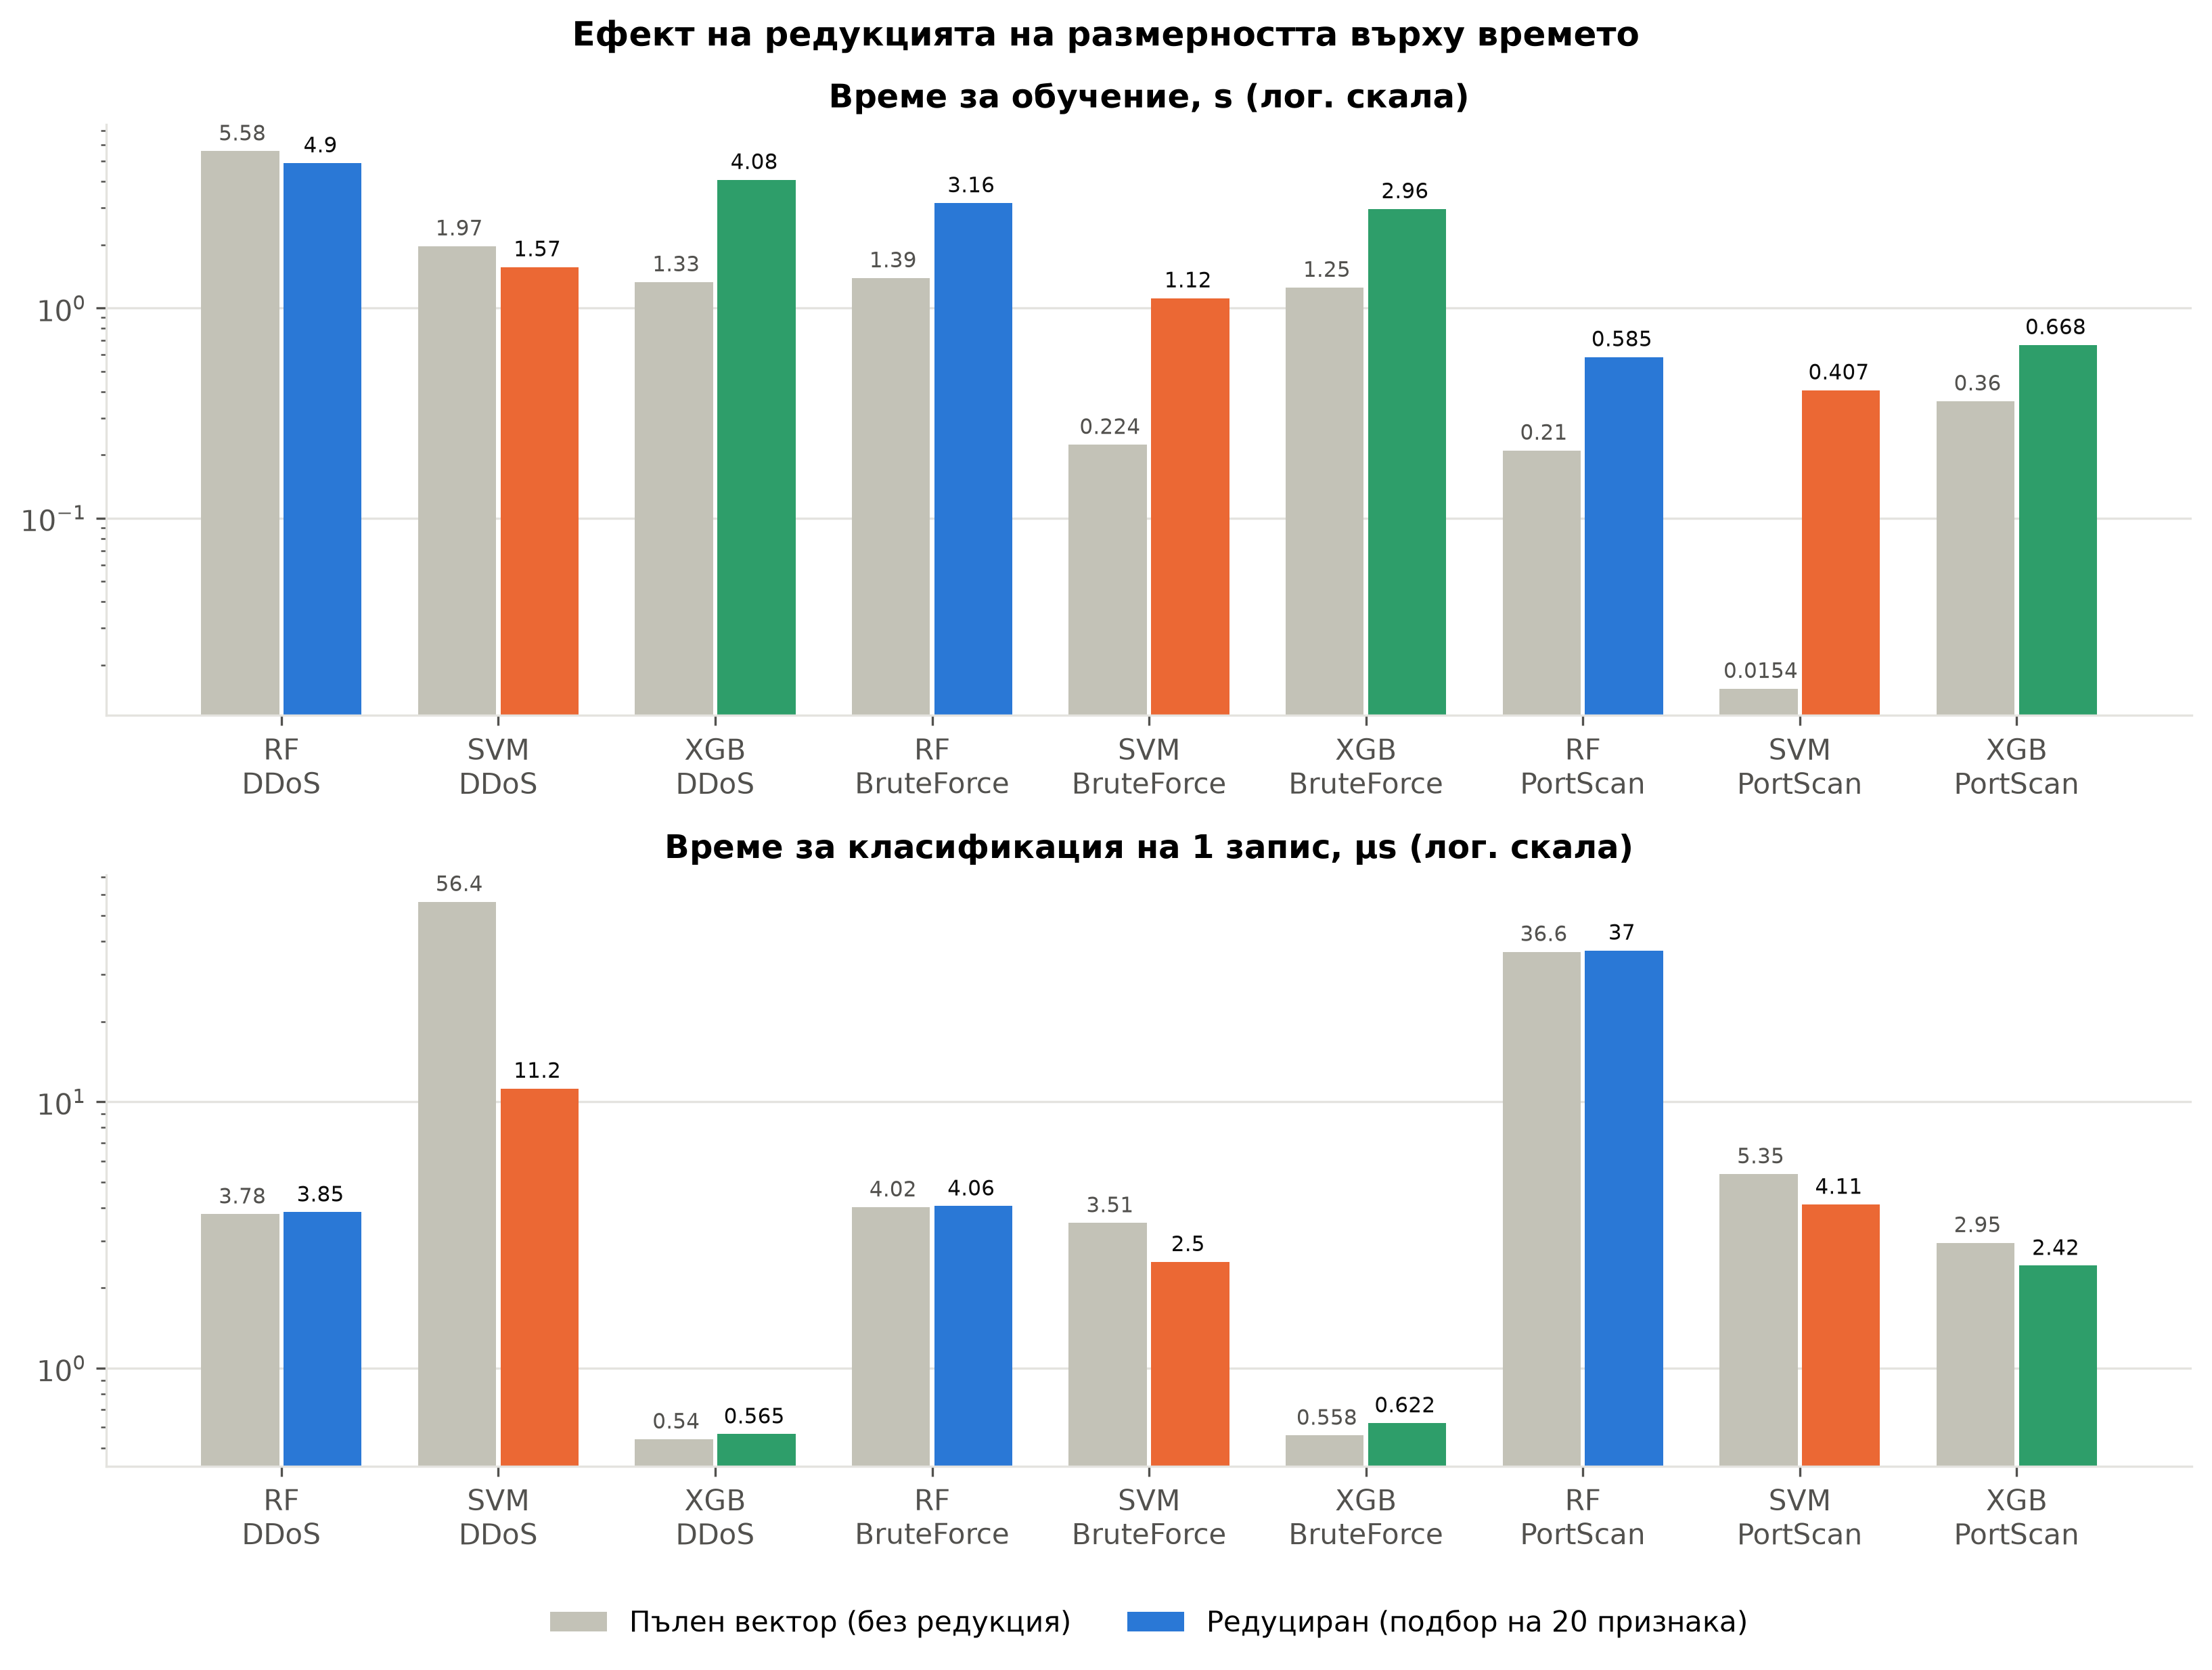 Ефект на редукцията на размерността върху времето
Време за обучение, s (лог. скала)
5.58 4.9 1.97 1.57 1.33 4.08 1.39 3.16 0.224 1.12 1.25 2.96 0.21 0.585 0.0154 0.407 0.36 0.668
10⁰
10⁻¹
RF SVM XGB RF SVM XGB RF SVM XGB
DDoS DDoS DDoS BruteForce BruteForce BruteForce PortScan PortScan PortScan
Време за класификация на 1 запис, µs (лог. скала)
3.78 3.85 56.4 11.2 0.54 0.565 4.02 4.06 3.51 2.5 0.558 0.622 36.6 37 5.35 4.11 2.95 2.42
10¹
10⁰
RF SVM XGB RF SVM XGB RF SVM XGB
DDoS DDoS DDoS BruteForce BruteForce BruteForce PortScan PortScan PortScan
Пълен вектор (без редукция) Редуциран (подбор на 20 признака)